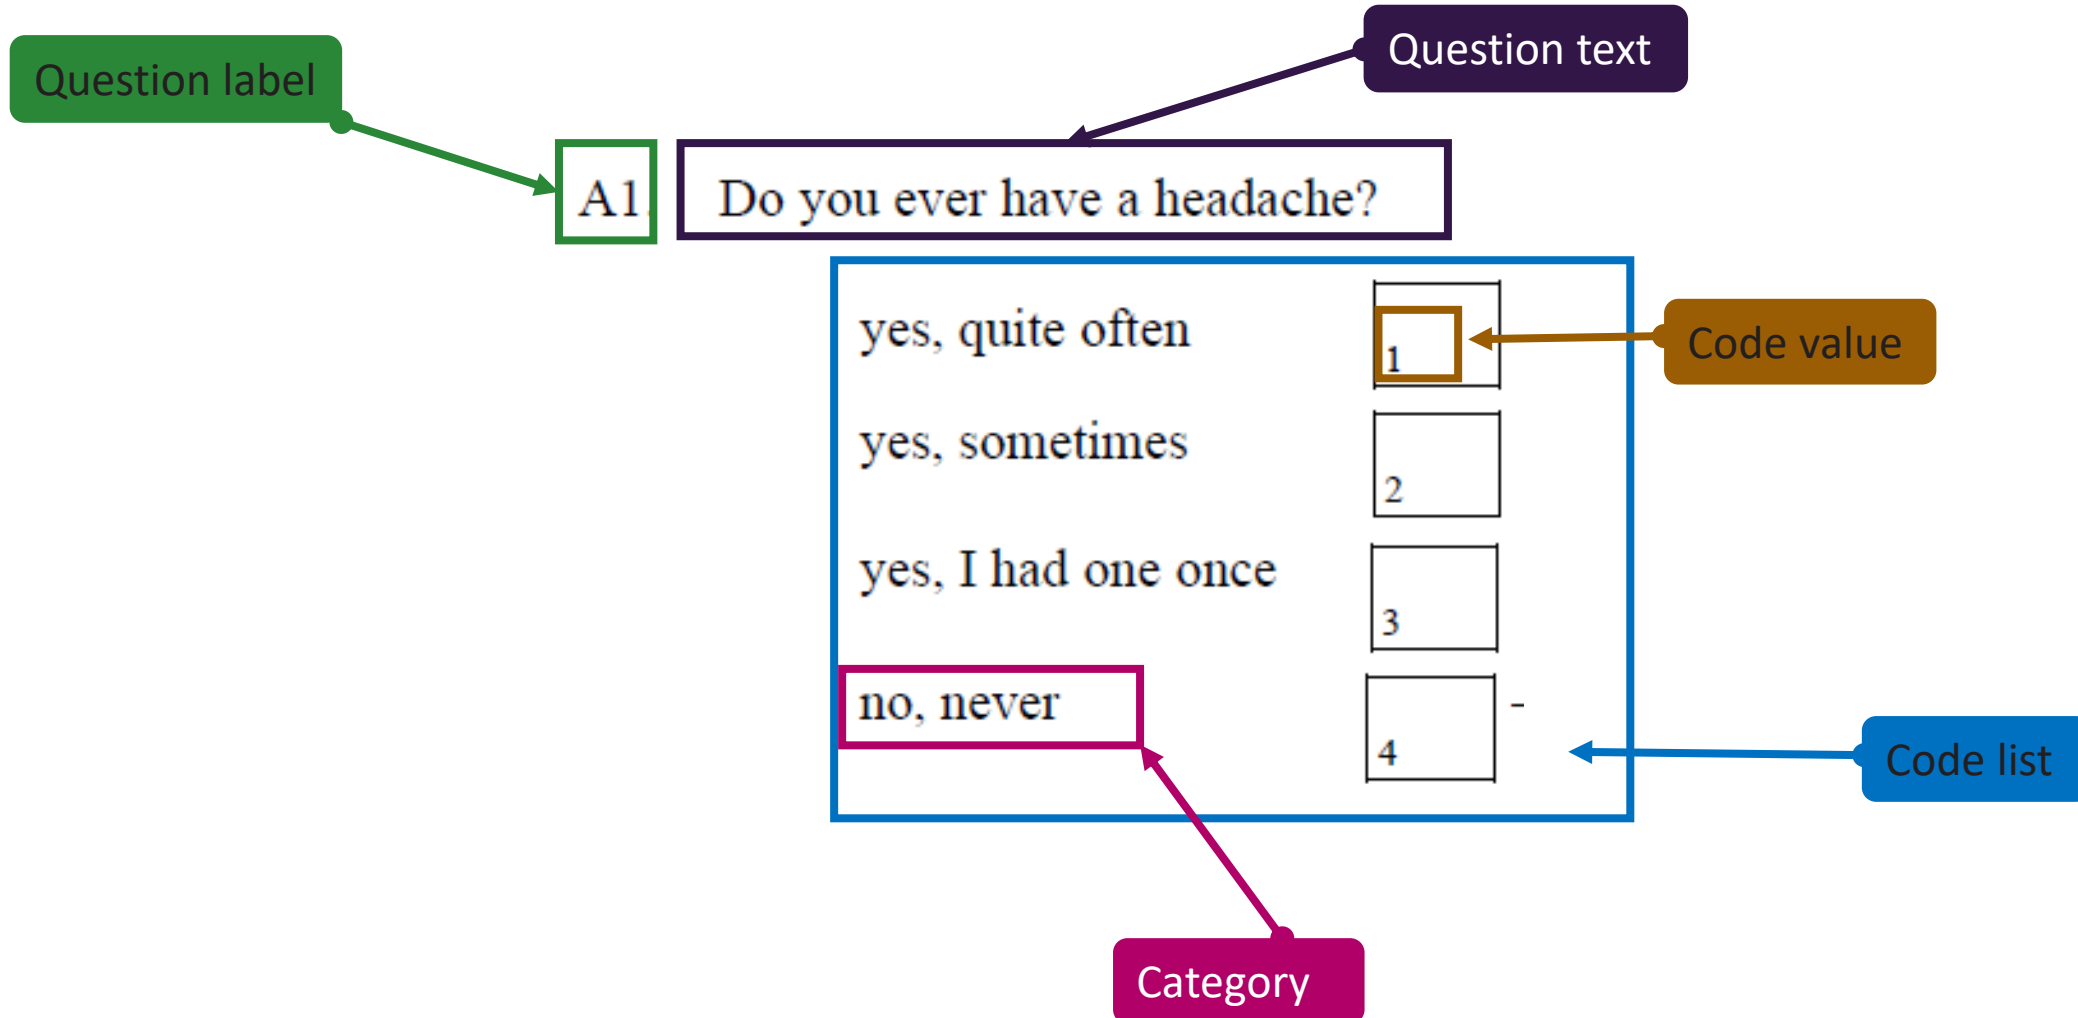 Question text
Question label
A1. Do you ever have a headache?
yes, quite often 1
Code value
yes, sometimes 2
yes, I had one once 3
no, never 4 -
Code list
Category